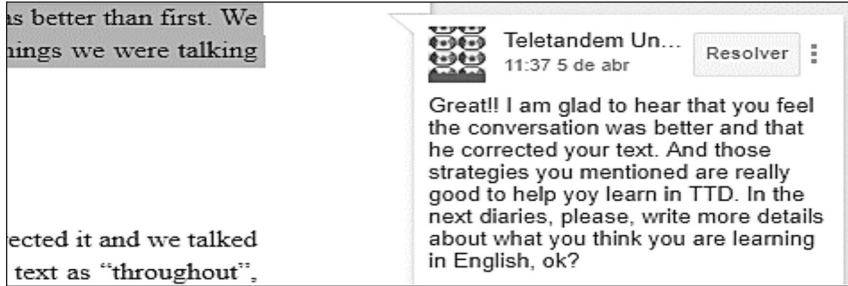 is better than first. We
nings we were talking
ected it and we talked
text as “throughout”,
Teletandem Un...
11:37 5 de abr
Resolver
Great!! I am glad to hear that you feel
the conversation was better and that
he corrected your text. And those
strategies you mentioned are really
good to help yoy learn in TTD. In the
next diaries, please, write more details
about what you think you are learning
in English, ok?